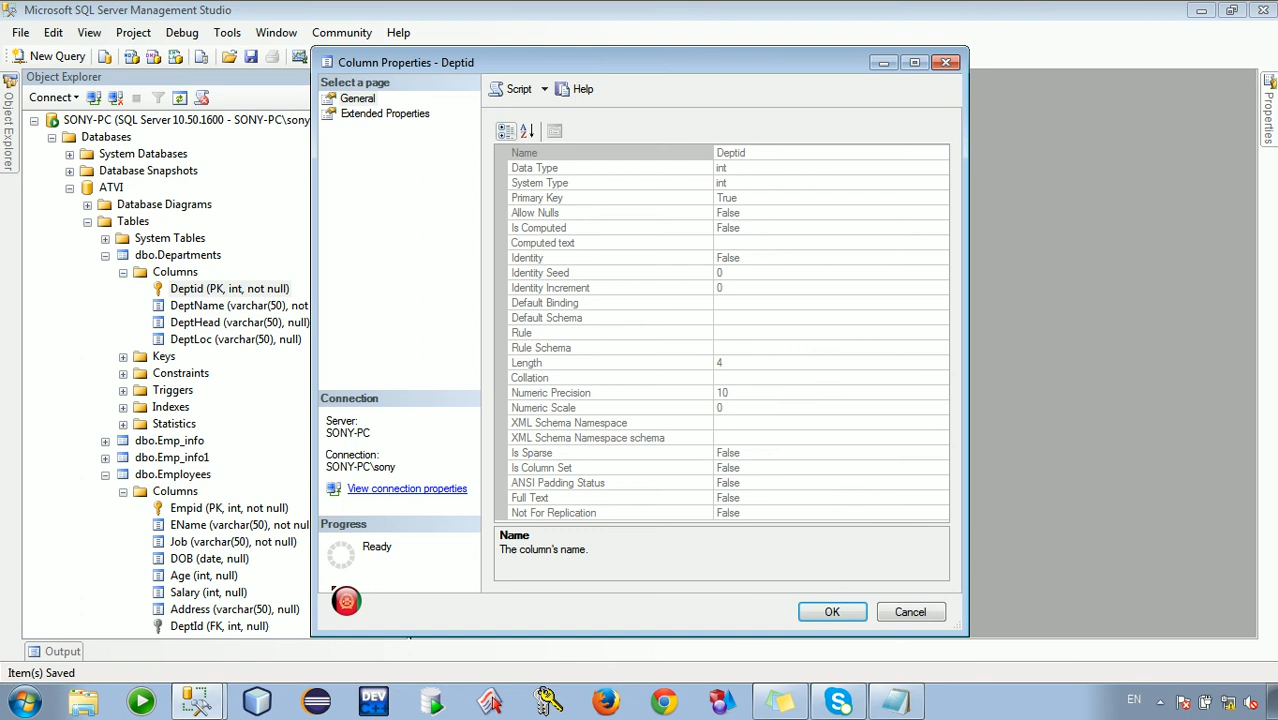 Microsoft SQL Server Management Studio
File Edit View Project Debug Tools Window Community Help
New Query
Object Explorer
Connect
Object Explorer
SONY-PC (SQL Server 10.50.1600 - SONY-PC\sony
Databases
System Databases
Database Snapshots
ATVI
Database Diagrams
Tables
System Tables
dbo.Departments
Columns
Deptid (PK, int, not null)
DeptName (varchar(50), not
DeptHead (varchar(50), null)
DeptLoc (varchar(50), null)
Keys
Constraints
Triggers
Indexes
Statistics
dbo.Emp_info
dbo.Emp_info1
dbo.Employees
Columns
Empid (PK, int, not null)
EName (varchar(50), not nul
Job (varchar(50), not null)
DOB (date, null)
Age (int, null)
Salary (int, null)
Address (varchar(50), null)
DeptId (FK, int, null)
Column Properties - Deptid
Select a page
General
Extended Properties
Connection
Server:
SONY-PC
Connection:
SONY-PC\sony
View connection properties
Progress
Ready
Script Help
Name Deptid
Data Type int
System Type int
Primary Key True
Allow Nulls False
Is Computed False
Computed text
Identity False
Identity Seed 0
Identity Increment 0
Default Binding
Default Schema
Rule
Rule Schema
Length 4
Collation
Numeric Precision 10
Numeric Scale 0
XML Schema Namespace
XML Schema Namespace schema
Is Sparse False
Is Column Set False
ANSI Padding Status False
Full Text False
Not For Replication False
Name
The column's name.
OK Cancel
Properties
Output
Item(s) Saved
DEV
EN